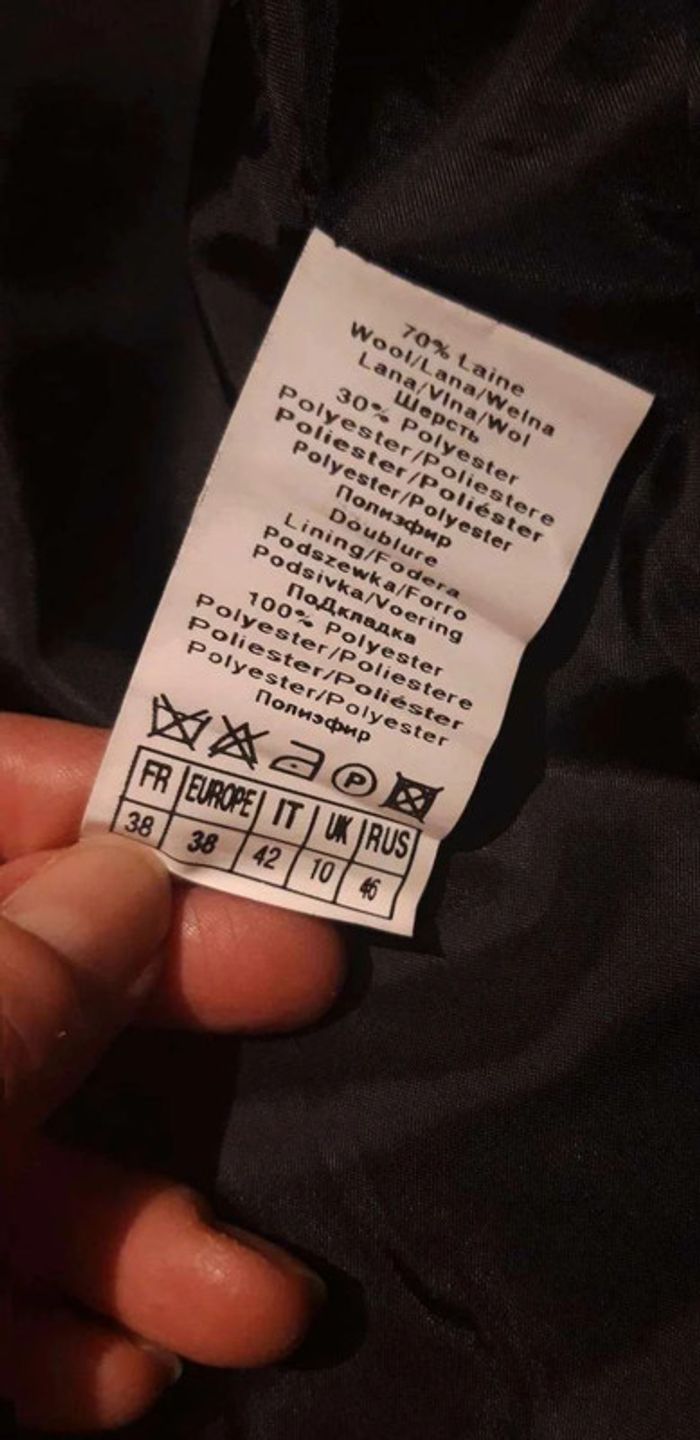 70% Laine
Wool/Lana/Welna
Lana/Vlna/Wol
Шерсть
30% Polyester
Polyester/Poliestere
Poliester/Poliéster
Polyester/Polyester
Полиэфир
Doublure
Lining/Fodera
Podszewka/Forro
Podsivka/Voering
ПоДкладка
100% Polyester
Polyester/Poliestere
Poliester/Poliéster
Polyester/Polyester
Полиэфир
P
FR EUROPE IT UK RUS
38 38 42 10 46